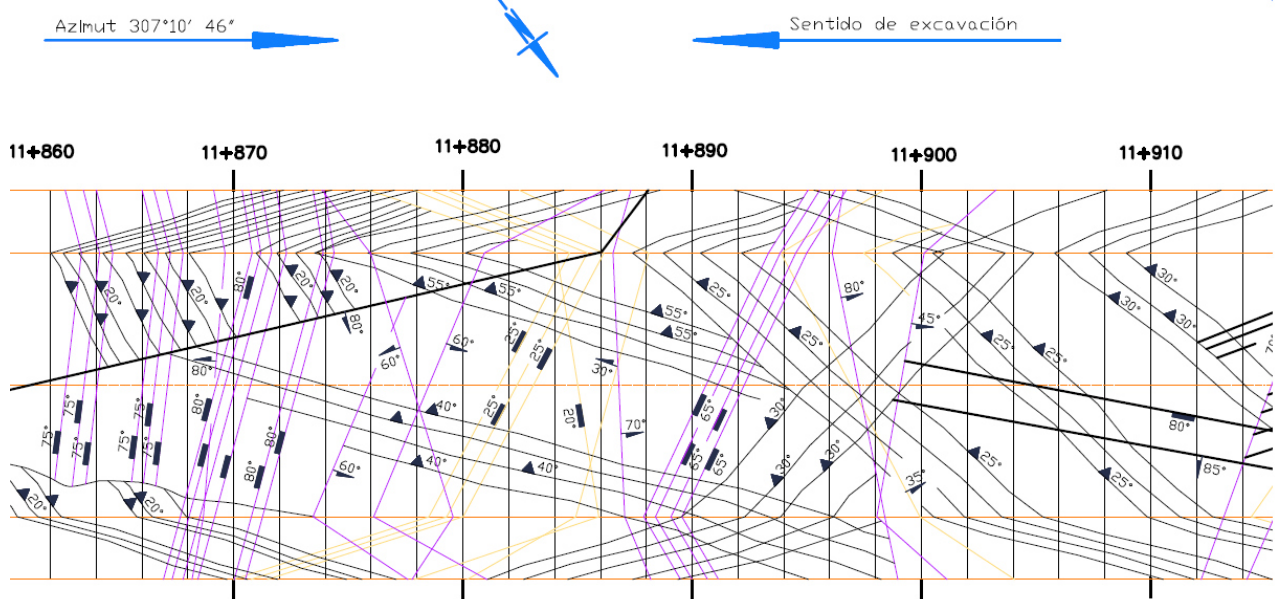 Azimut 307°10' 46"
Sentido de excavación
11+860 11+870 11+880 11+890 11+900 11+910
20° 80° 20° 20° 55° 55° 25° 80° 30° 30° 30°
80° 60° 60° 25° 25° 30° 55° 55° 25° 45° 25° 25°
80°
75° 75° 80° 40° 25° 20° 70° 65° 30° 80°
75° 75° 75° 75° 80° 80° 60° 40° 40° 65° 65° 30° 30° 35° 25° 25° 85°
20° 20°